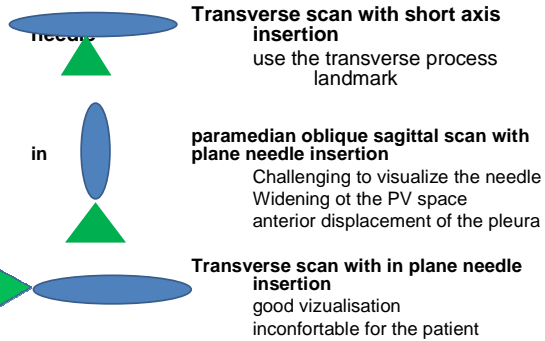 Transverse scan with short axis
needle insertion
use the transverse process
landmark
paramedian oblique sagittal scan with
in plane needle insertion
Challenging to visualize the needle
Widening ot the PV space
anterior displacement of the pleura
Transverse scan with in plane needle
insertion
good vizualisation
inconfortable for the patient